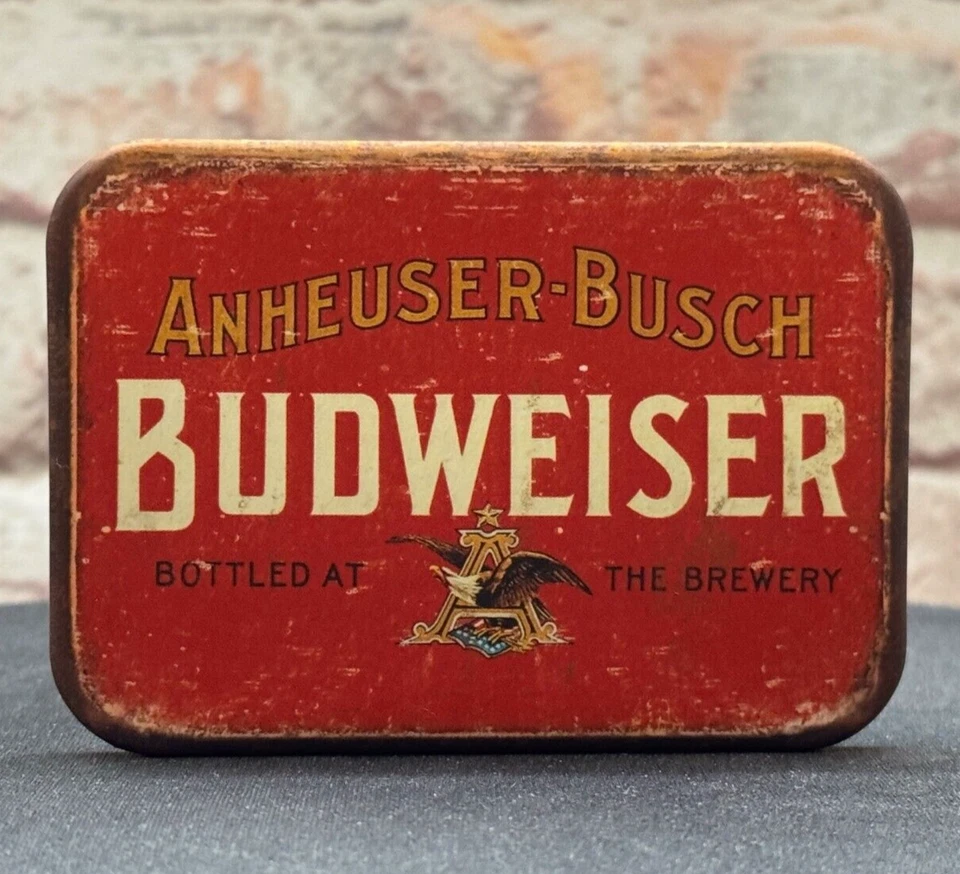 ANHEUSER-BUSCH
BUDWEISER
BOTTLED AT THE BREWERY